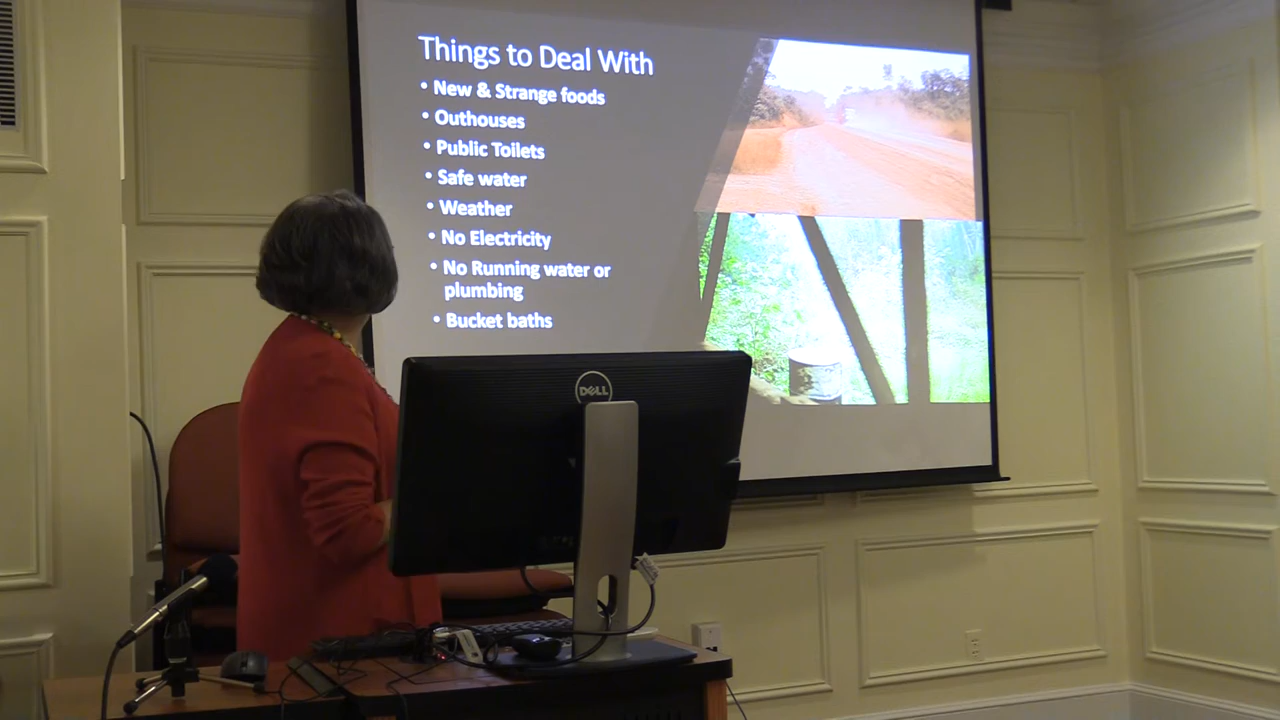 Things to Deal With
• New & Strange foods
• Outhouses
• Public Toilets
• Safe water
• Weather
• No Electricity
• No Running water or
plumbing
• Bucket baths
DELL